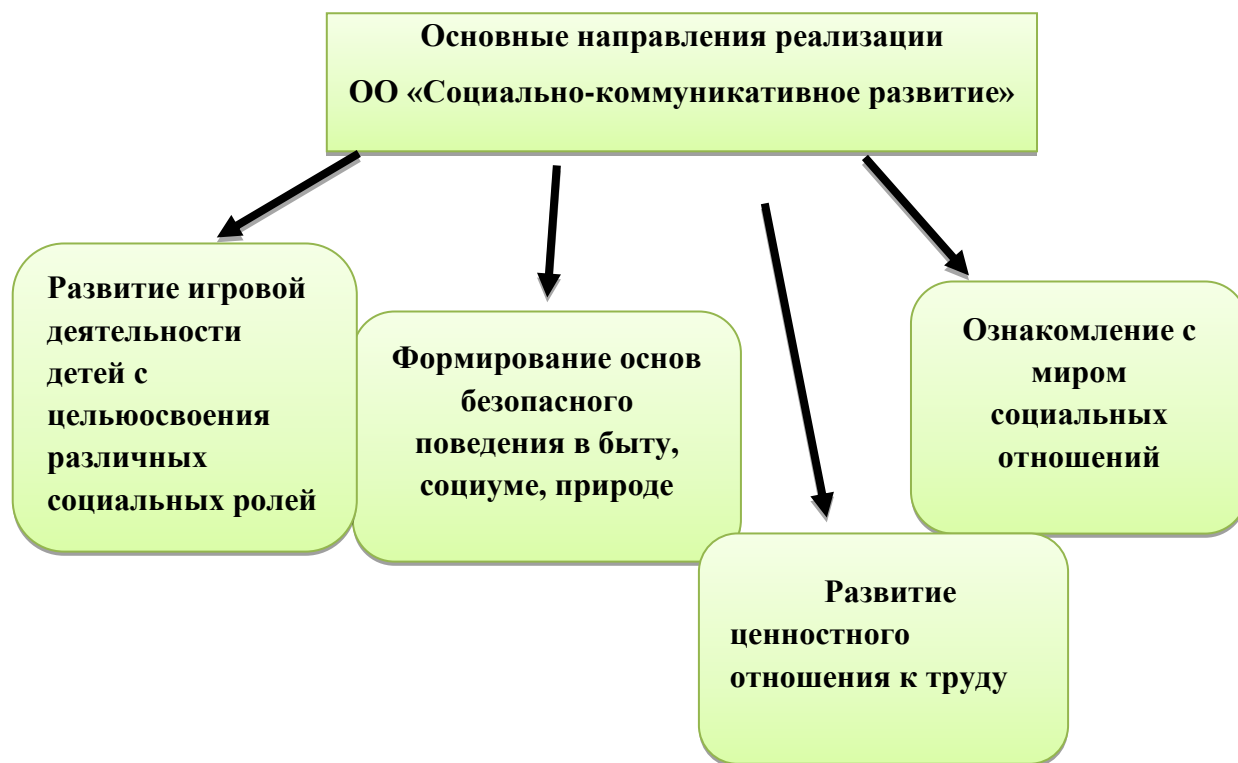 Основные направления реализации
ОО «Социально-коммуникативное развитие»
Развитие игровой
деятельности
детей с
цельюосвоения
различных
социальных ролей
Формирование основ
безопасного
поведения в быту,
социуме, природе
Развитие
ценностного
отношения к труду
Ознакомление с
миром
социальных
отношений